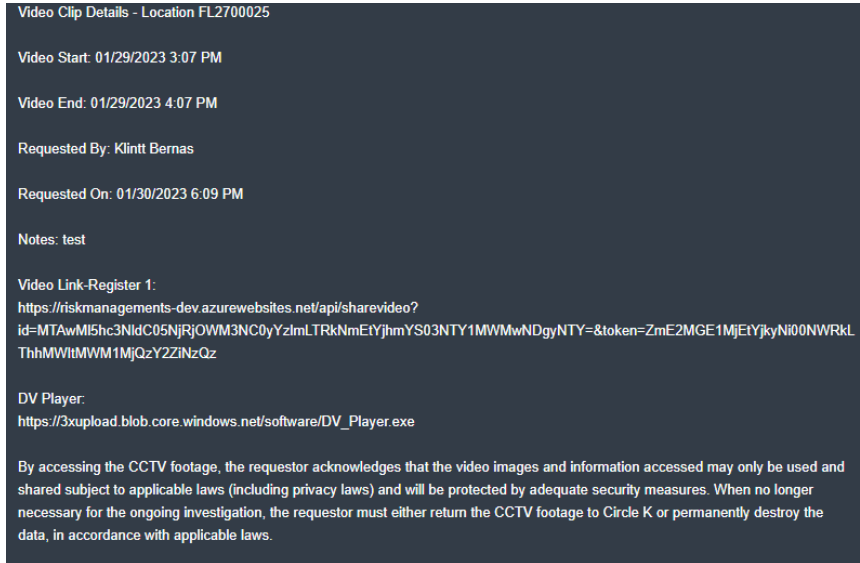 Video Clip Details - Location FL2700025
Video Start: 01/29/2023 3:07 PM
Video End: 01/29/2023 4:07 PM
Requested By: Klintt Bernas
Requested On: 01/30/2023 6:09 PM
Notes: test
Video Link-Register 1:
https://riskmanagements-dev.azurewebsites.net/api/sharevideo?
id=MTAwMl5hc3NldC05NjRjOWM3NC0yYzlmLTRkNmEtYjhmYS03NTY1MWMwNDgyNTY=&token=ZmE2MGE1MjEtYjkyNi00NWRkL
ThhMWItMWM1MjQzY2ZiNzQz
DV Player:
https://3xupload.blob.core.windows.net/software/DV_Player.exe
By accessing the CCTV footage, the requestor acknowledges that the video images and information accessed may only be used and
shared subject to applicable laws (including privacy laws) and will be protected by adequate security measures. When no longer
necessary for the ongoing investigation, the requestor must either return the CCTV footage to Circle K or permanently destroy the
data, in accordance with applicable laws.